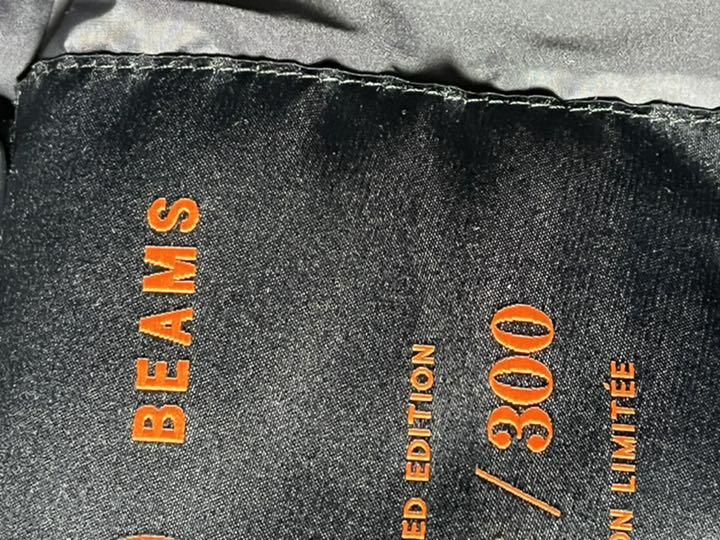 BEAMS
ED EDITION
/ 300
ON LIMITÉE